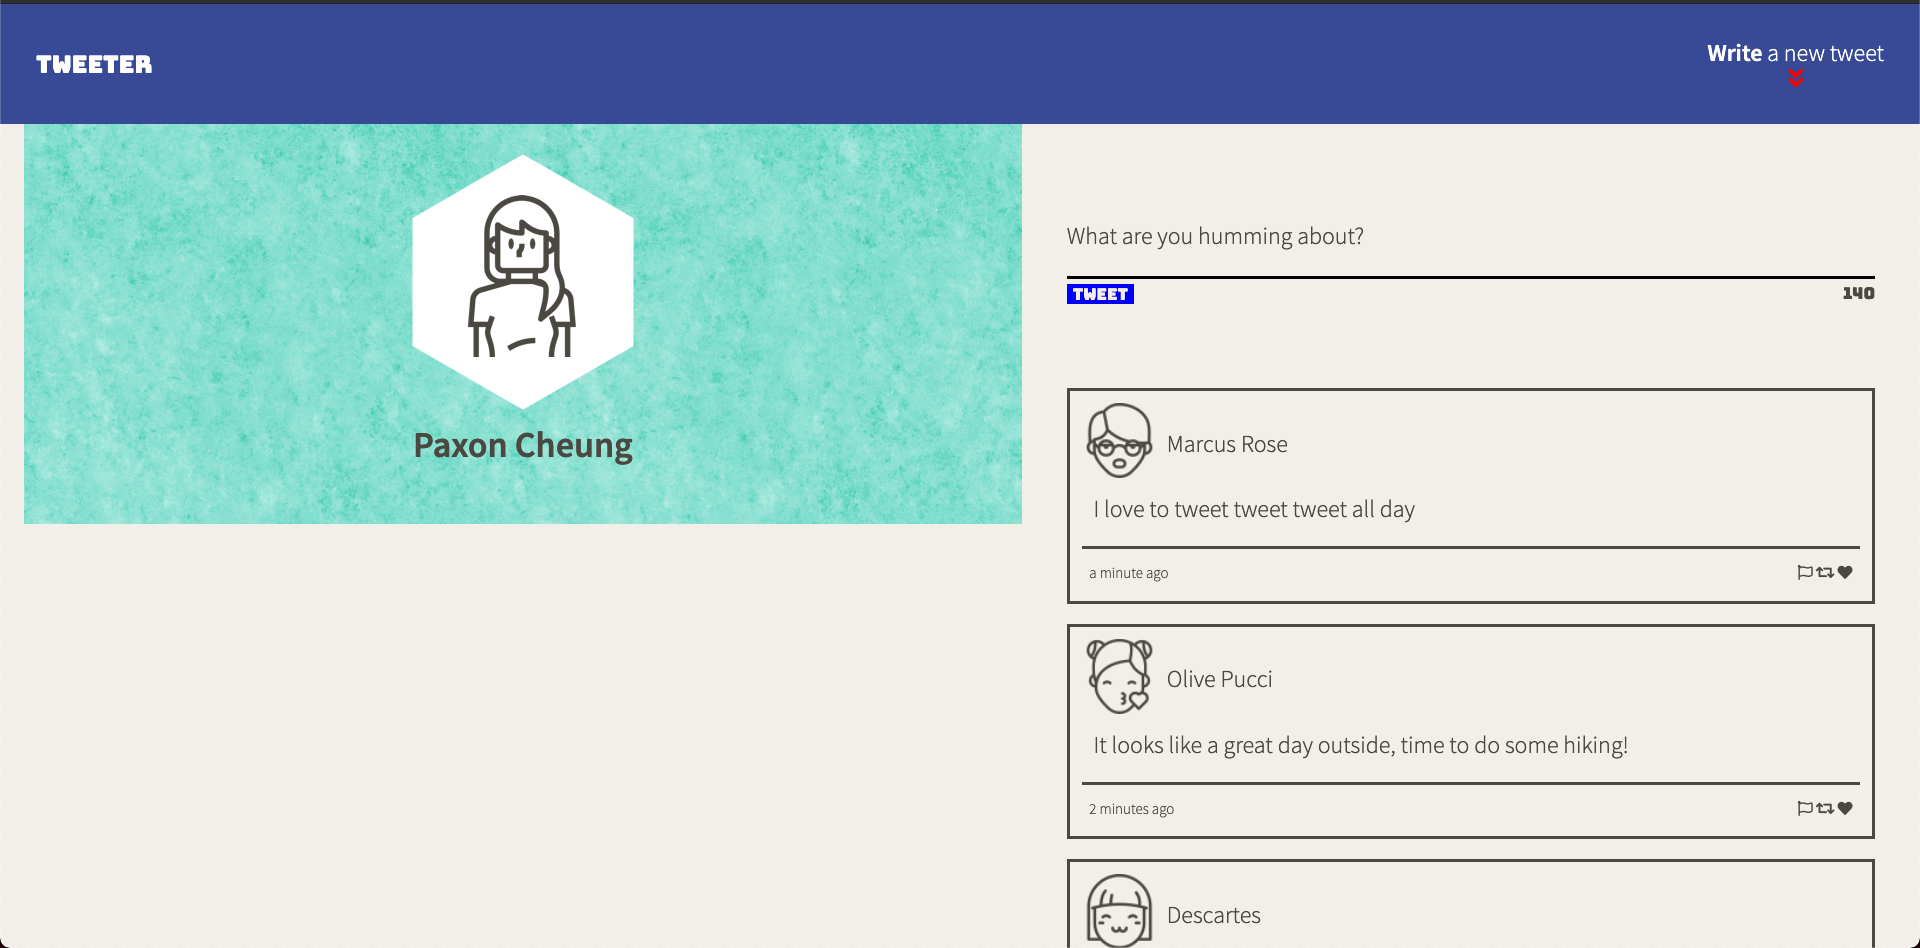 TWEETER
Write a new tweet
Paxon Cheung
What are you humming about?
TWEET
140
Marcus Rose
I love to tweet tweet tweet all day
a minute ago
Olive Pucci
It looks like a great day outside, time to do some hiking!
2 minutes ago
Descartes